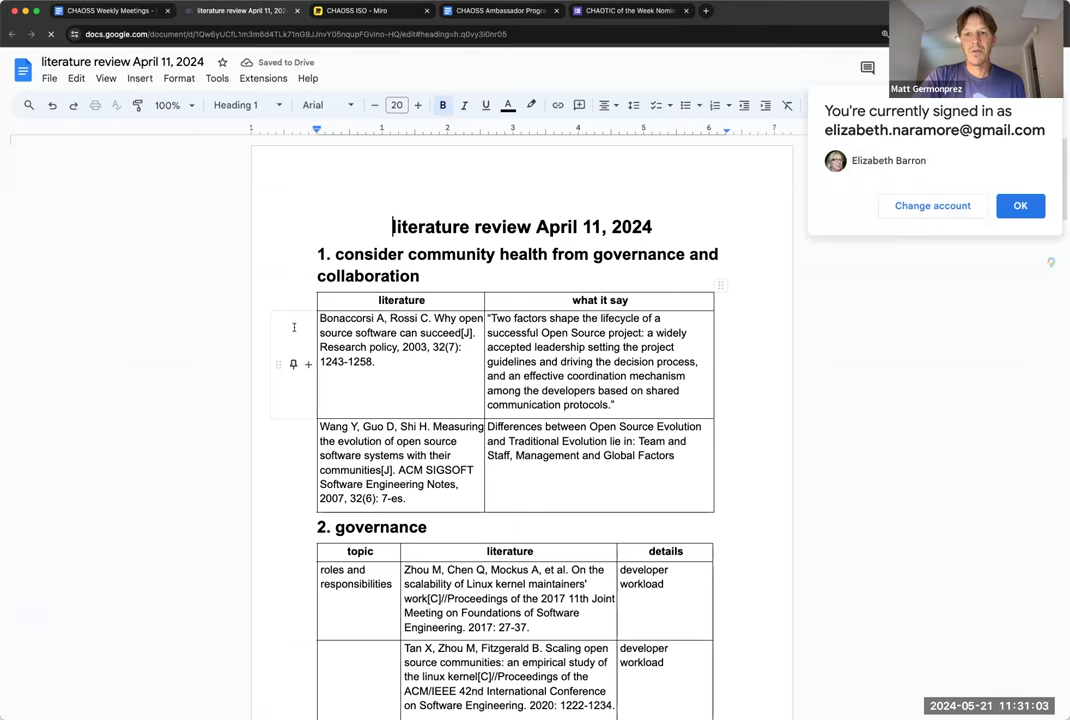 CHAOSS Weekly Meetings -
literature review April 11, 202
CHAOSS ISO - Miro
CHAOSS Ambassador Progra
CHAOTIC of the Week Nomin
docs.google.com/document/d/1Qw6yUCfL1m3m6d4TLk71nG9JJnvY05nqupFGvino-HQ/edit#heading=h.q0vy3i0nr05
literature review April 11, 2024
Saved to Drive
File Edit View Insert Format Tools Extensions Help
100% Heading 1 Arial 20 B I U A
1 1 2 3 4 5 6 7
Matt Germonprez
You're currently signed in as
elizabeth.naramore@gmail.com
Elizabeth Barron
Change account OK
literature review April 11, 2024
1. consider community health from governance and
collaboration
literature what it say
Bonaccorsi A, Rossi C. Why open
source software can succeed[J].
Research policy, 2003, 32(7):
1243-1258.
"Two factors shape the lifecycle of a
successful Open Source project: a widely
accepted leadership setting the project
guidelines and driving the decision process,
and an effective coordination mechanism
among the developers based on shared
communication protocols."
Wang Y, Guo D, Shi H. Measuring
the evolution of open source
software systems with their
communities[J]. ACM SIGSOFT
Software Engineering Notes,
2007, 32(6): 7-es.
Differences between Open Source Evolution
and Traditional Evolution lie in: Team and
Staff, Management and Global Factors
2. governance
topic literature details
roles and
responsibilities
Zhou M, Chen Q, Mockus A, et al. On the
scalability of Linux kernel maintainers'
work[C]//Proceedings of the 2017 11th Joint
Meeting on Foundations of Software
Engineering. 2017: 27-37.
developer
workload
Tan X, Zhou M, Fitzgerald B. Scaling open
source communities: an empirical study of
the linux kernel[C]//Proceedings of the
ACM/IEEE 42nd International Conference
on Software Engineering. 2020: 1222-1234.
developer
workload
2024-05-21 11:31:03